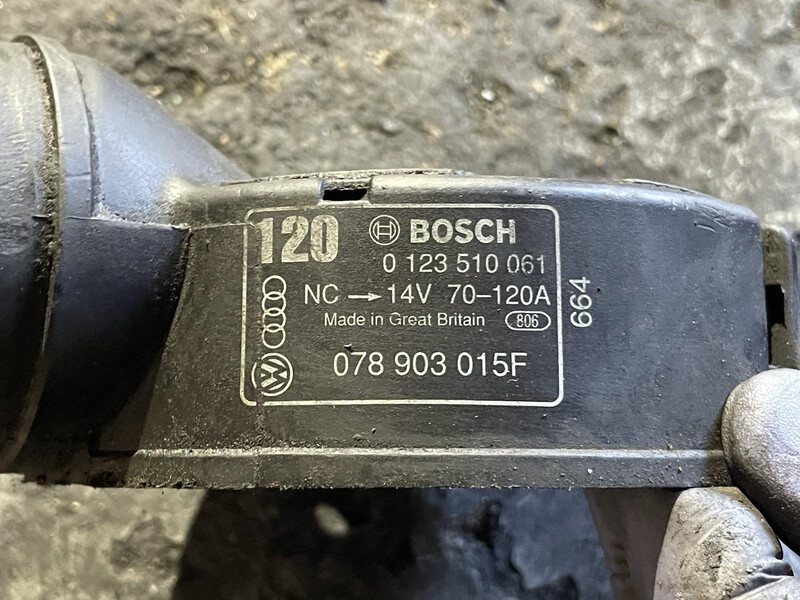 120 BOSCH
0 123 510 061
NC → 14V 70–120A
Made in Great Britain 806
078 903 015F
664